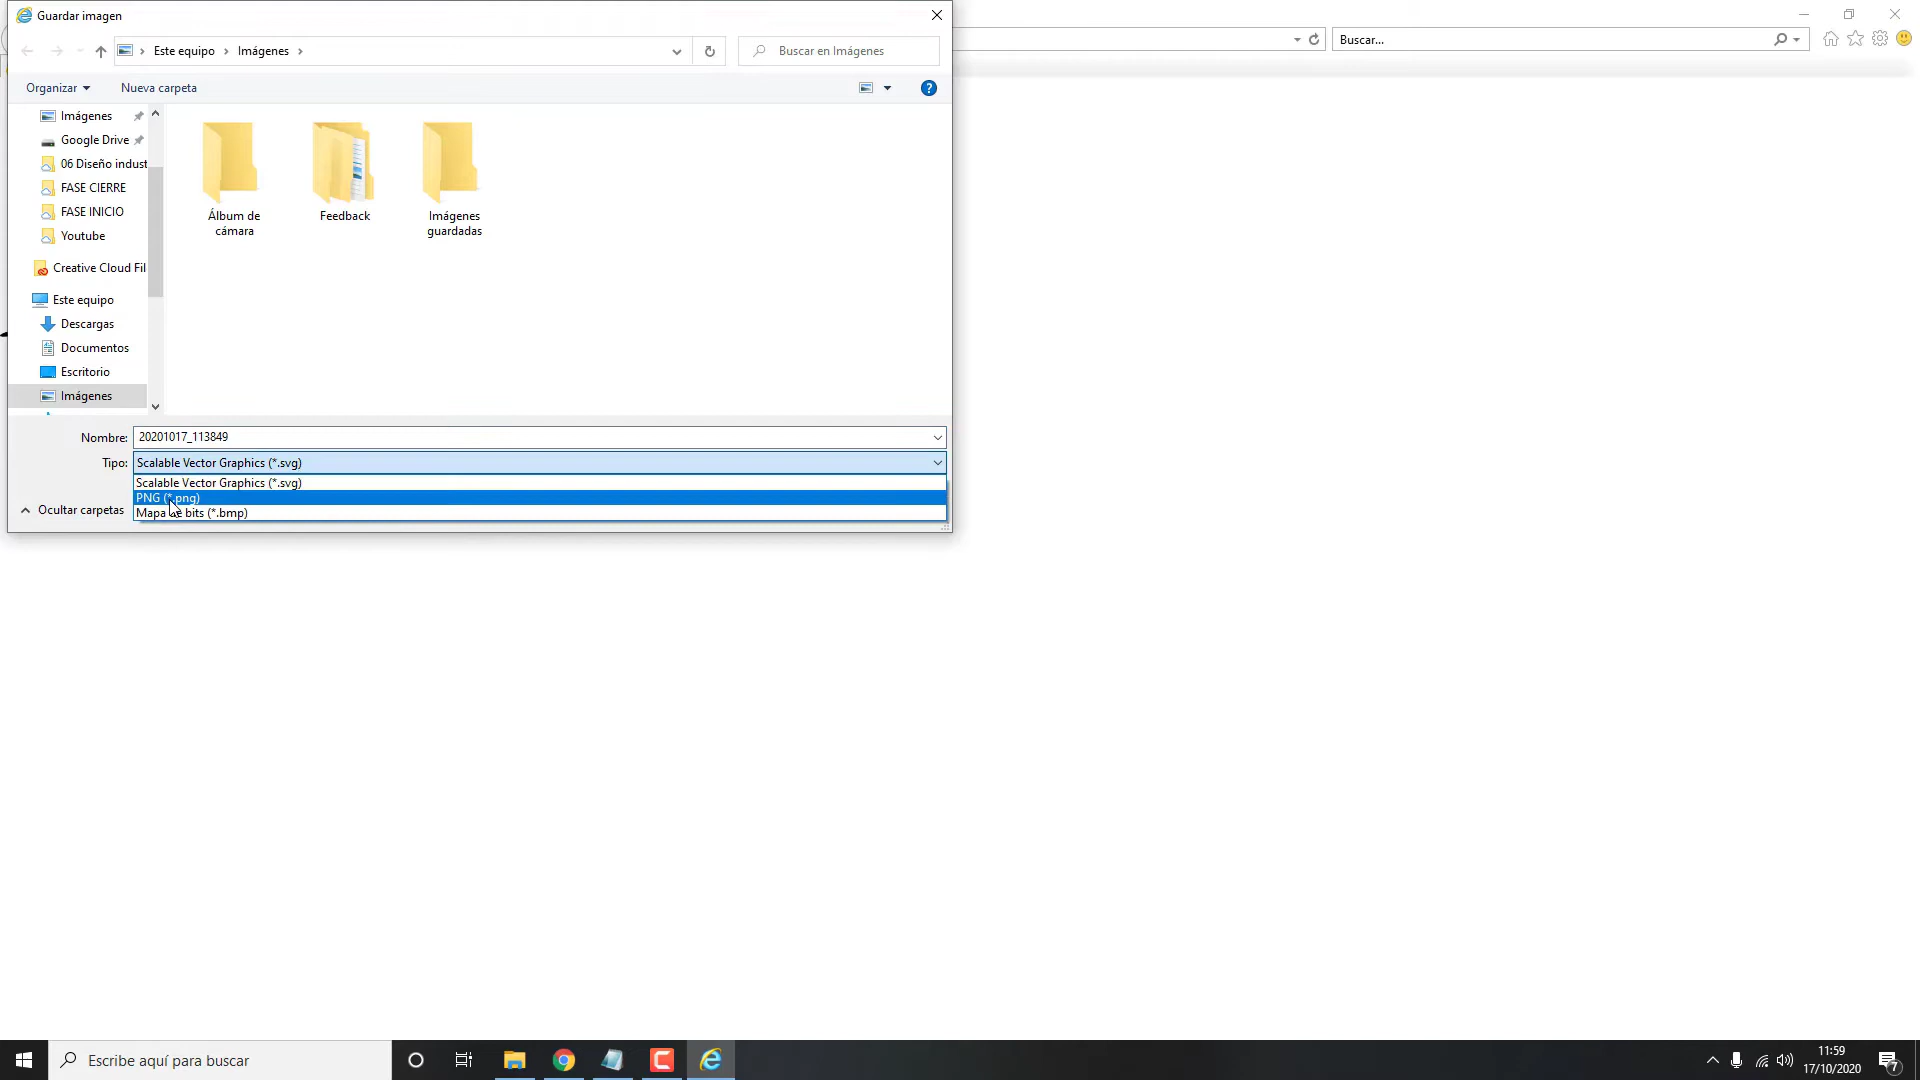 Guardar imagen
Este equipo
Imágenes
Buscar en Imágenes
Buscar...
Organizar
Nueva carpeta
Imágenes
Google Drive
06 Diseño indust
FASE CIERRE
FASE INICIO
Youtube
Creative Cloud Fil
Este equipo
Descargas
Documentos
Escritorio
Imágenes
Álbum de
cámara
Feedback
Imágenes
guardadas
Nombre: 20201017_113849
Tipo: Scalable Vector Graphics (*.svg)
Scalable Vector Graphics (*.svg)
PNG (*.png)
Mapa de bits (*.bmp)
Ocultar carpetas
Escribe aquí para buscar
11:59
17/10/2020
7